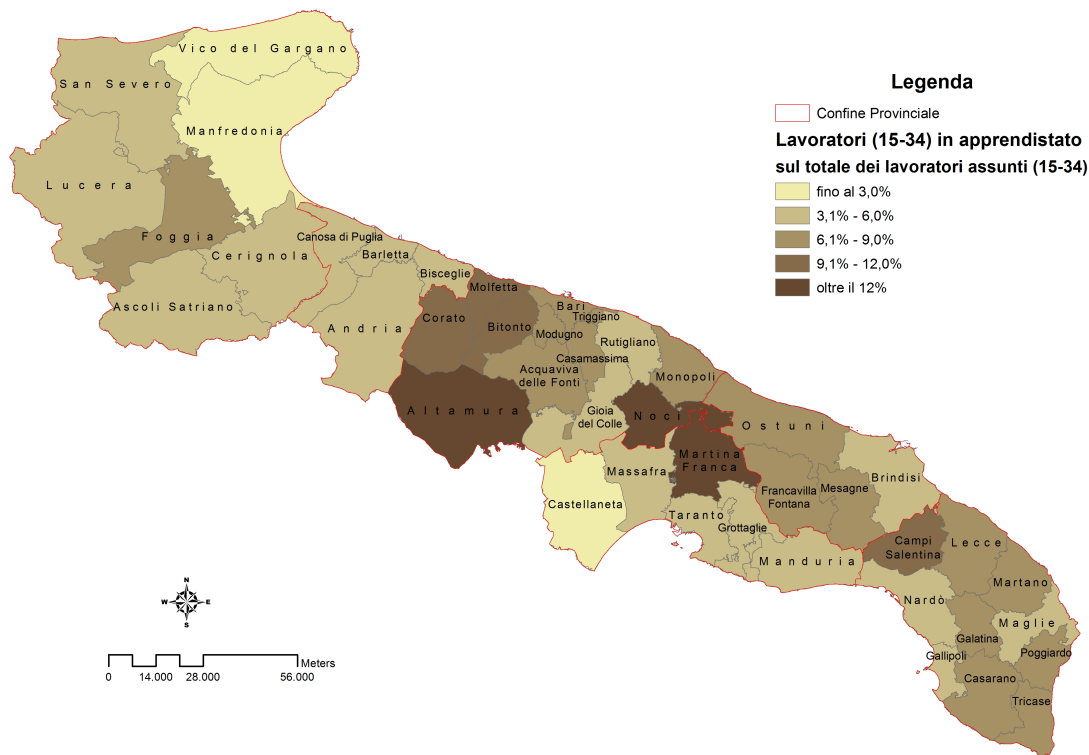 Vico del Gargano
San Severo
Manfredonia
Lucera
Foggia
Cerignola
Ascoli Satriano
Canosa di Puglia
Barletta
Bisceglie
Andria
Molfetta
Corato
Bitonto
Bari
Triggiano
Modugno
Rutigliano
Casamassima
Acquaviva
delle Fonti
Monopoli
Altamura
Gioia
del Colle
Noci
Ostuni
Martina
Franca
Massafra
Castellaneta
Brindisi
Francavilla
Fontana
Mesagne
Taranto
Grottaglie
Manduria
Campi
Salentina
Lecce
Martano
Nardò
Maglie
Galatina
Gallipoli
Poggiardo
Casarano
Tricase
Legenda
Confine Provinciale
Lavoratori (15-34) in apprendistato
sul totale dei lavoratori assunti (15-34)
fino al 3,0%
3,1% - 6,0%
6,1% - 9,0%
9,1% - 12,0%
oltre il 12%
N
W E
S
Meters
0 14.000 28.000 56.000